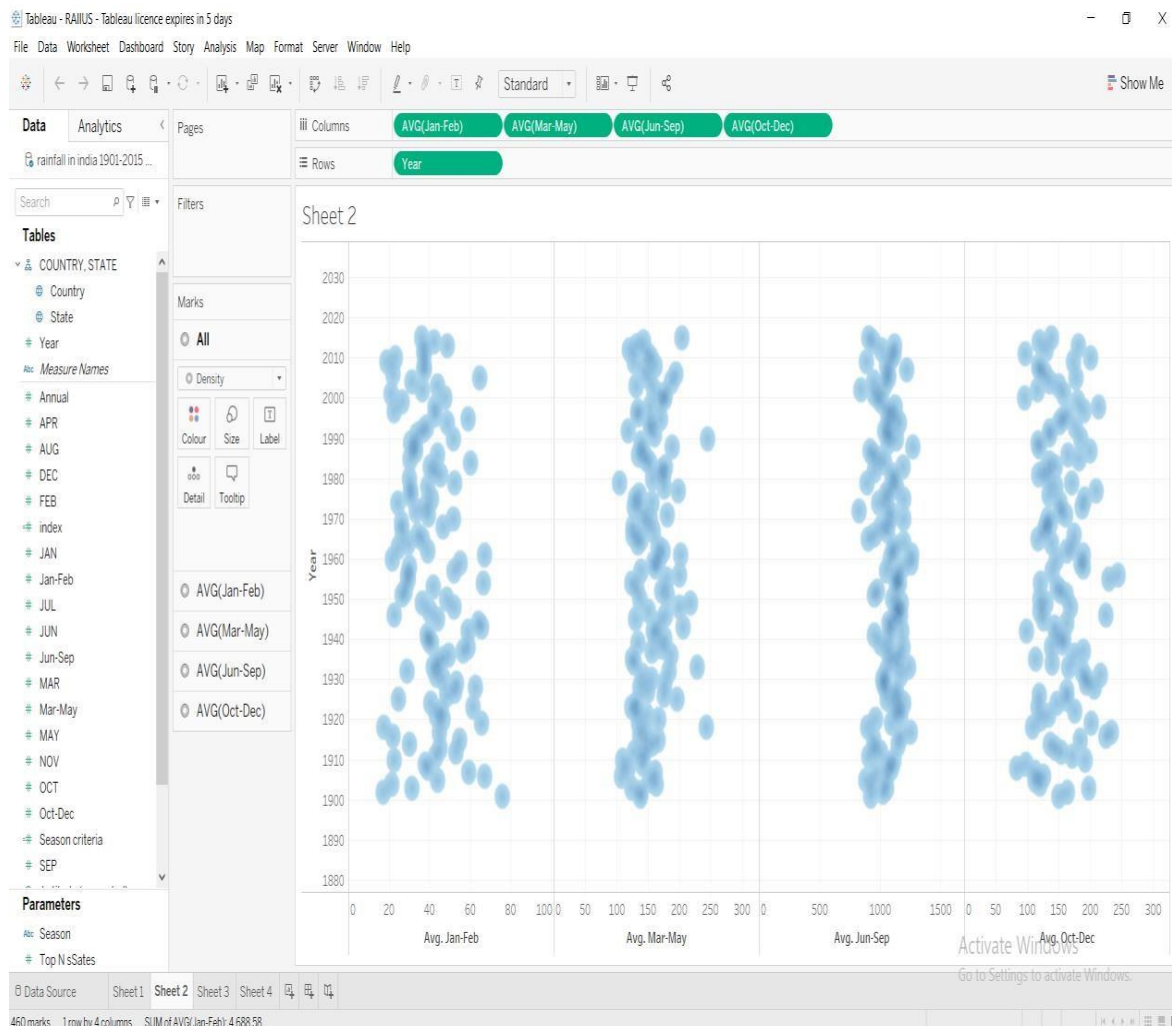 Tableau - RAIIUS - Tableau licence expires in 5 days
File Data Worksheet Dashboard Story Analysis Map Format Server Window Help
Standard
Show Me
Data Analytics
rainfall in india 1901-2015 ...
Search
Tables
COUNTRY, STATE
Country
State
# Year
Abc Measure Names
# Annual
# APR
# AUG
# DEC
# FEB
=# index
# JAN
# Jan-Feb
# JUL
# JUN
# Jun-Sep
# MAR
# Mar-May
# MAY
# NOV
# OCT
# Oct-Dec
=# Season criteria
# SEP
Parameters
Abc Season
# Top N sSates
Pages
Filters
Marks
All
Density
Colour Size Label
Detail Tooltip
AVG(Jan-Feb)
AVG(Mar-May)
AVG(Jun-Sep)
AVG(Oct-Dec)
Columns AVG(Jan-Feb) AVG(Mar-May) AVG(Jun-Sep) AVG(Oct-Dec)
Rows Year
Sheet 2
2030
2020
2010
2000
1990
1980
1970
1960
1950
1940
1930
1920
1910
1900
1890
1880
Year
0 20 40 60 80 100 0 50 100 150 200 250 300 0 500 1000 1500 0 50 100 150 200 250 300
Avg. Jan-Feb Avg. Mar-May Avg. Jun-Sep Avg. Oct-Dec
Activate Windows
Go to Settings to activate Windows.
Data Source Sheet 1 Sheet 2 Sheet 3 Sheet 4
460 marks 1 row by 4 columns SUM of AVG(Jan-Feb): 4,688.58